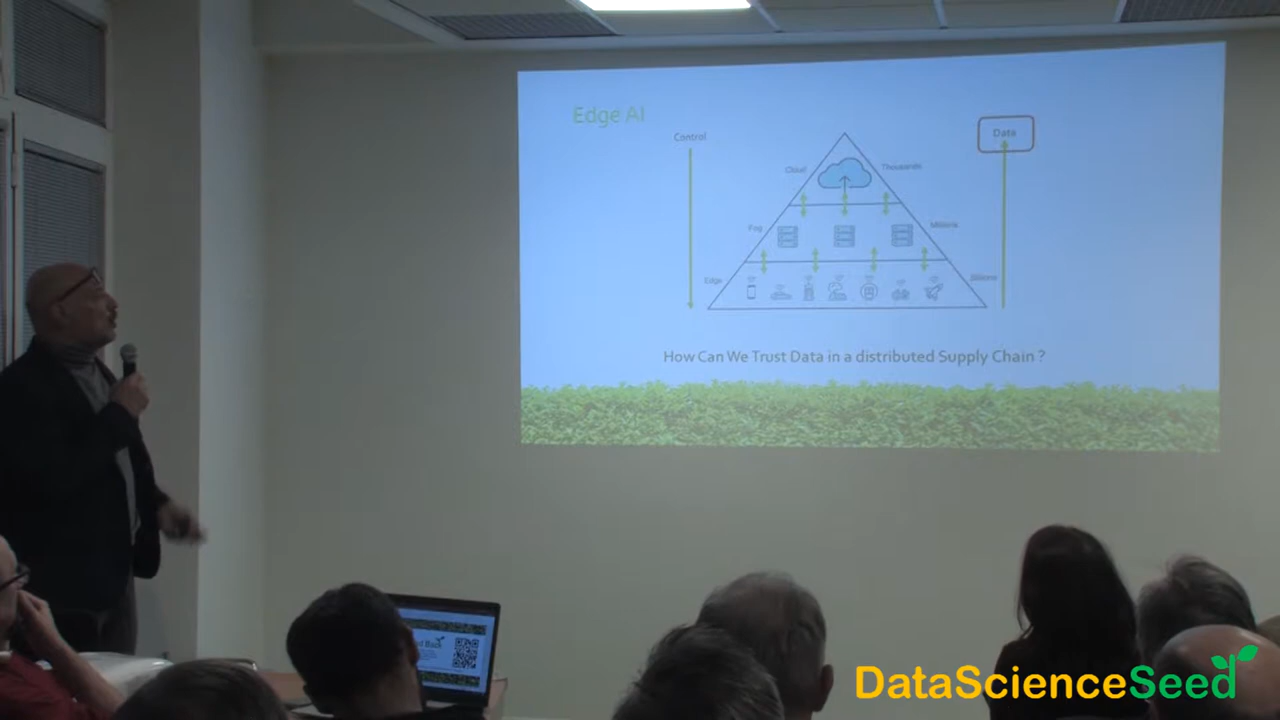 Edge AI
Control
Data
Cloud
Thousands
Fog
Millions
Edge
Billions
How Can We Trust Data in a distributed Supply Chain ?
DataScienceSeed